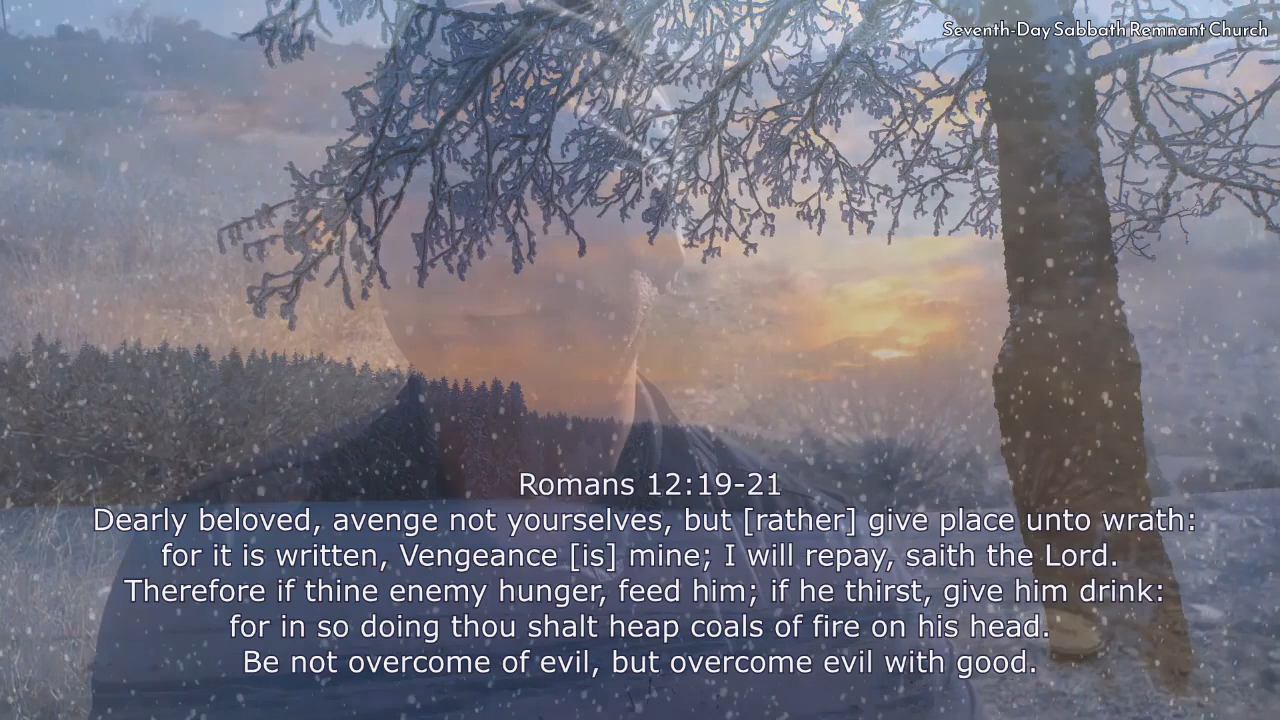 Seventh-Day Sabbath Remnant Church
Romans 12:19-21
Dearly beloved, avenge not yourselves, but [rather] give place unto wrath:
for it is written, Vengeance [is] mine; I will repay, saith the Lord.
Therefore if thine enemy hunger, feed him; if he thirst, give him drink:
for in so doing thou shalt heap coals of fire on his head.
Be not overcome of evil, but overcome evil with good.